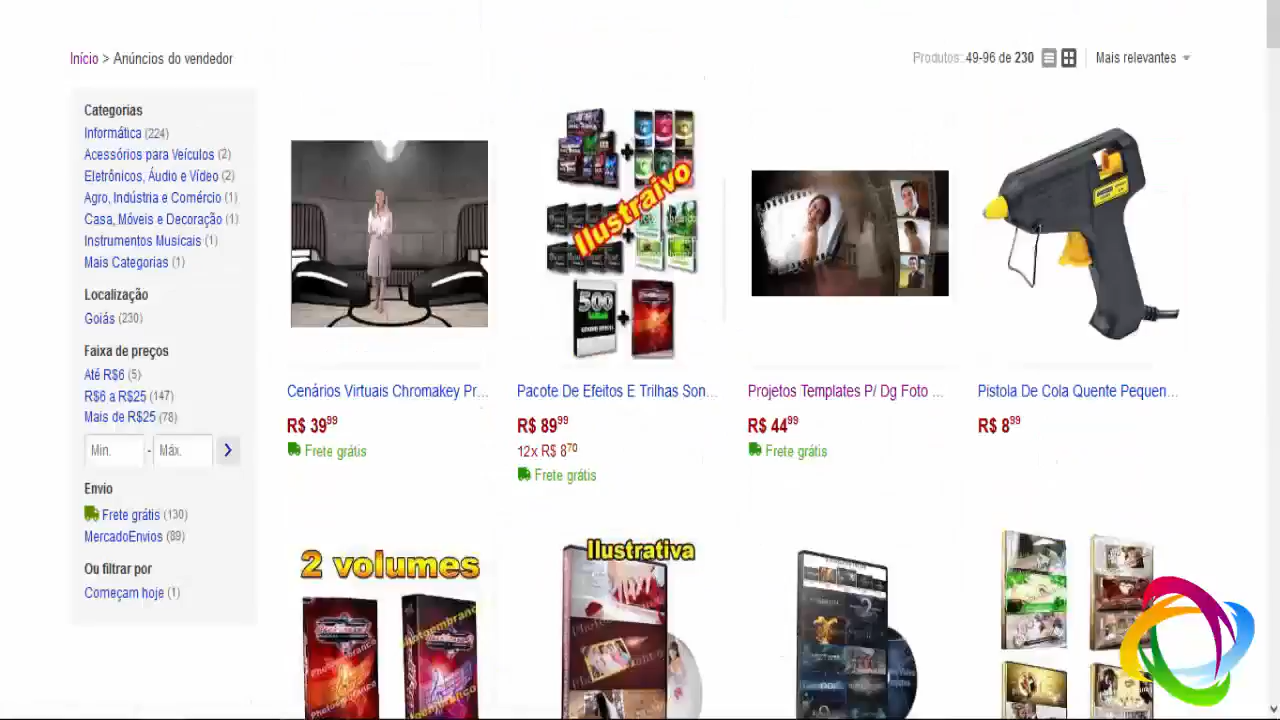 Início > Anúncios do vendedor
Produtos: 49-96 de 230
Mais relevantes
Categorias
Informática (224)
Acessórios para Veículos (2)
Eletrônicos, Áudio e Vídeo (2)
Agro, Indústria e Comércio (1)
Casa, Móveis e Decoração (1)
Instrumentos Musicais (1)
Mais Categorias (1)
Localização
Goiás (230)
Faixa de preços
Até R$6 (5)
R$6 a R$25 (147)
Mais de R$25 (78)
Min. - Máx.
Envio
Frete grátis (130)
MercadoEnvios (89)
Ou filtrar por
Começam hoje (1)
Ilustraivo
500
Cenários Virtuais Chromakey Pr...
R$ 3999
Frete grátis
Pacote De Efeitos E Trilhas Son...
R$ 8999
12x R$ 870
Frete grátis
Projetos Templates P/ Dg Foto ...
R$ 4499
Frete grátis
Pistola De Cola Quente Pequen...
R$ 899
2 volumes
Ilustrativa